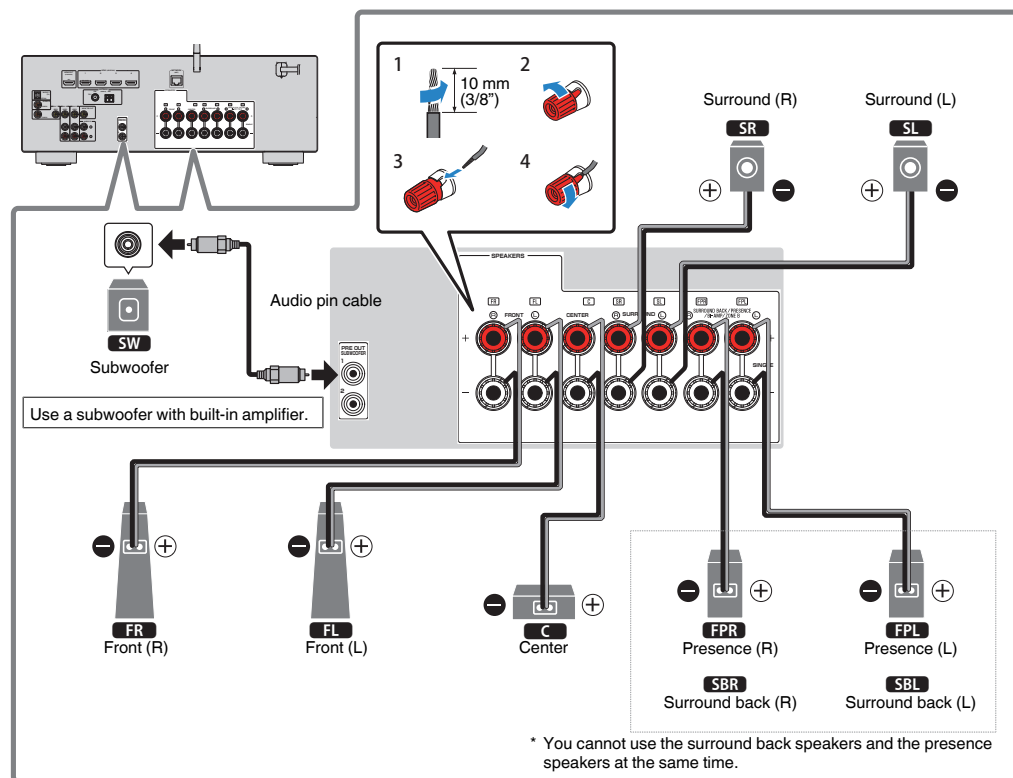 1
10 mm
(3/8”)
2
3
4
Surround (R)
SR
Surround (L)
SL
+
−
+
−
SPEAKERS
FR
FL
C
SR
SL
FPR
FPL
R
FRONT
L
CENTER
R
SURROUND
L
R
SURROUND BACK / PRESENCE
/ BI-AMP / ZONE B
L
+
+
SINGLE
−
−
Audio pin cable
PRE OUT
SUBWOOFER
1
2
SW
Subwoofer
Use a subwoofer with built-in amplifier.
−
+
FR
Front (R)
−
+
FL
Front (L)
−
+
C
Center
−
+
FPR
Presence (R)
SBR
Surround back (R)
−
+
FPL
Presence (L)
SBL
Surround back (L)
* You cannot use the surround back speakers and the presence
speakers at the same time.